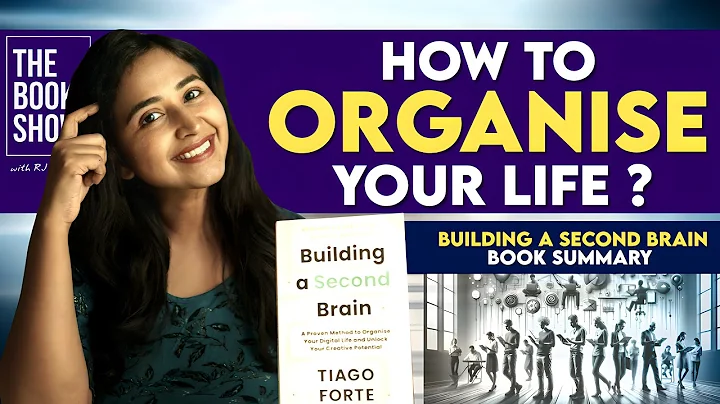 THE
BOOK
SHOW
with RJ
HOW TO
ORGANISE
YOUR LIFE ?
BUILDING A SECOND BRAIN
BOOK SUMMARY
Building
a Second
Brain
A Proven Method to Organise
Your Digital Life and Unlock
Your Creative Potential
TIAGO
FORTE